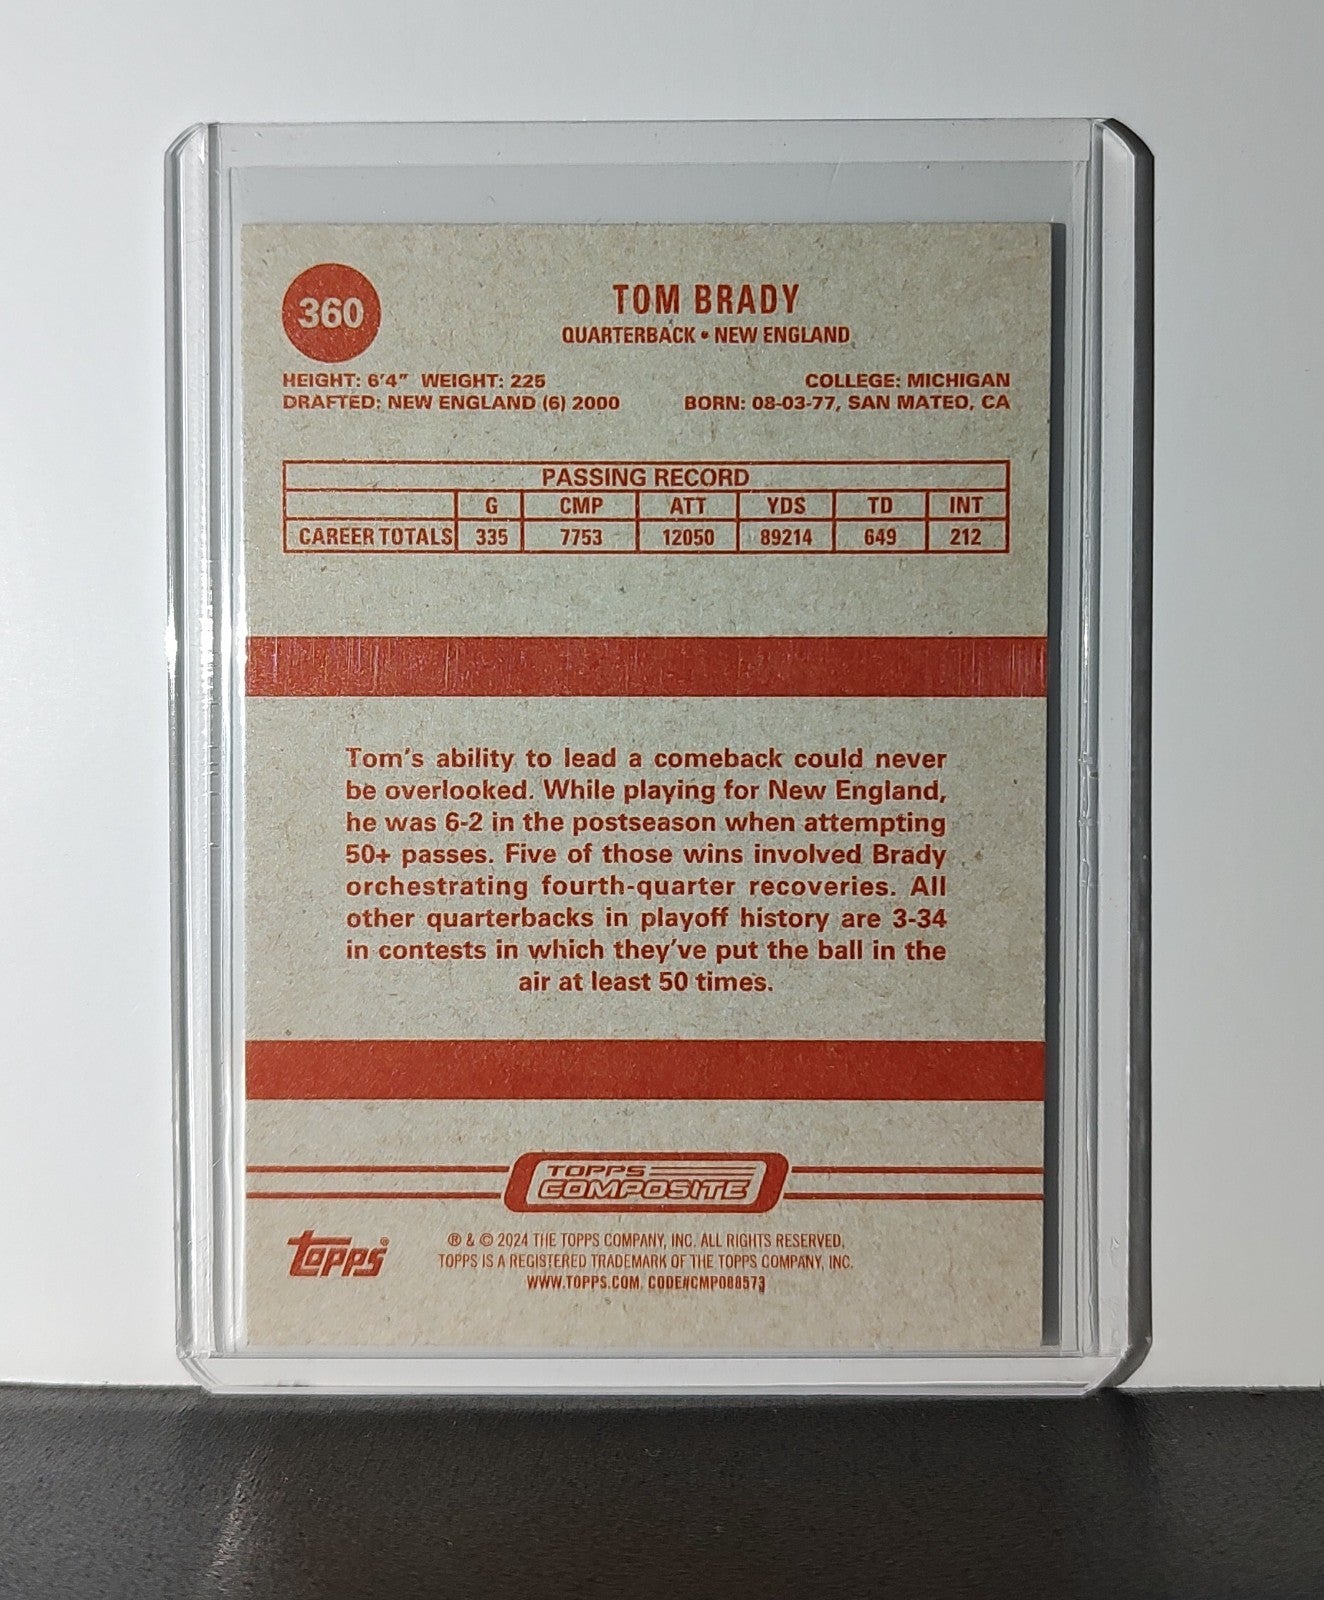 360
TOM BRADY
QUARTERBACK • NEW ENGLAND
HEIGHT: 6'4" WEIGHT: 225
COLLEGE: MICHIGAN
DRAFTED: NEW ENGLAND (6) 2000
BORN: 08-03-77, SAN MATEO, CA
PASSING RECORD
G CMP ATT YDS TD INT
CAREER TOTALS 335 7753 12050 89214 649 212
Tom's ability to lead a comeback could never
be overlooked. While playing for New England,
he was 6-2 in the postseason when attempting
50+ passes. Five of those wins involved Brady
orchestrating fourth-quarter recoveries. All
other quarterbacks in playoff history are 3-34
in contests in which they've put the ball in the
air at least 50 times.
TOPPS
COMPOSITE
Topps®
® & © 2024 THE TOPPS COMPANY, INC. ALL RIGHTS RESERVED.
TOPPS IS A REGISTERED TRADEMARK OF THE TOPPS COMPANY, INC.
WWW.TOPPS.COM. CODE#CMP088573